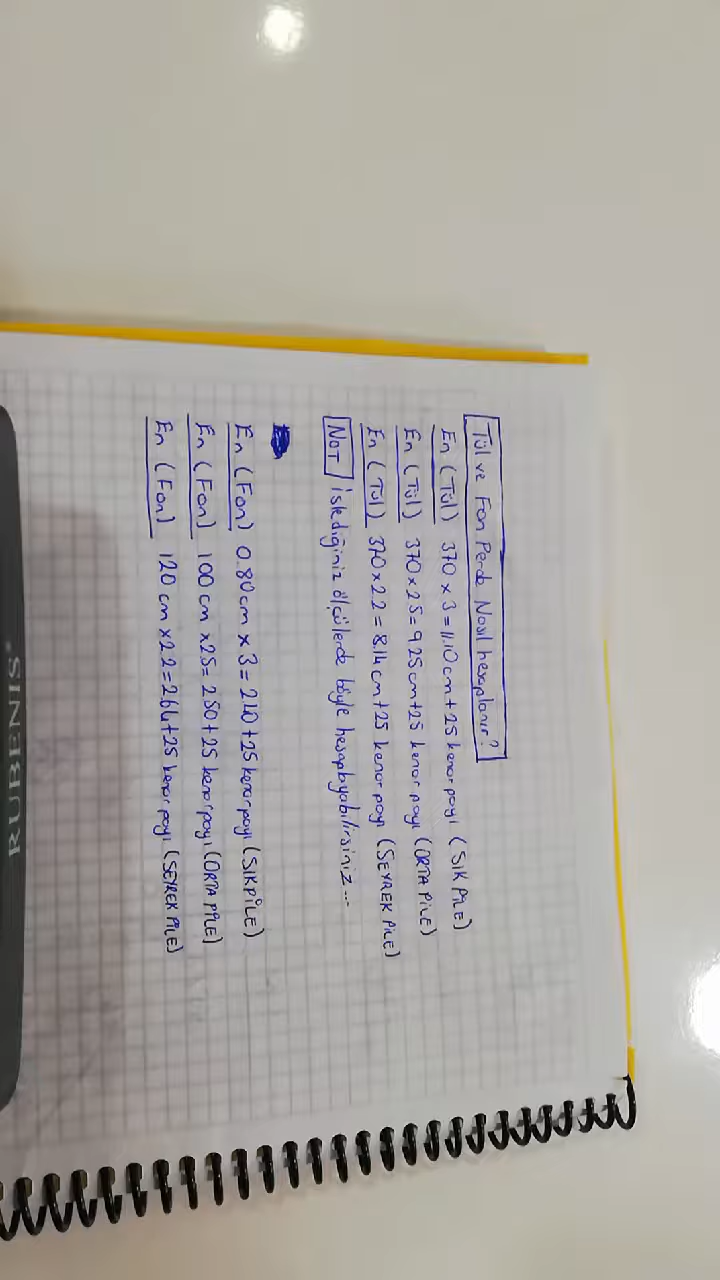 Tül ve Fon Perde Nasıl hesaplanır?
En (Tül) 370 x 3 = 11.10 cm + 25 kenar payı (SIK PİLE)
En (Tül) 370 x 2.5 = 9.25 cm + 25 kenar payı (ORTA PİLE)
En (Tül) 370 x 2.2 = 8.14 cm + 25 kenar payı (SEYREK PİLE)
NOT İstediğiniz ölçülerde böyle hesaplayabilirsiniz...
En (Fon) 0.80 cm x 3 = 240 + 25 kenar payı (SIK PİLE)
En (Fon) 100 cm x 2.5 = 250 + 25 kenar payı (ORTA PİLE)
En (Fon) 120 cm x 2.2 = 264 + 25 kenar payı (SEYREK PİLE)
RUBENIS